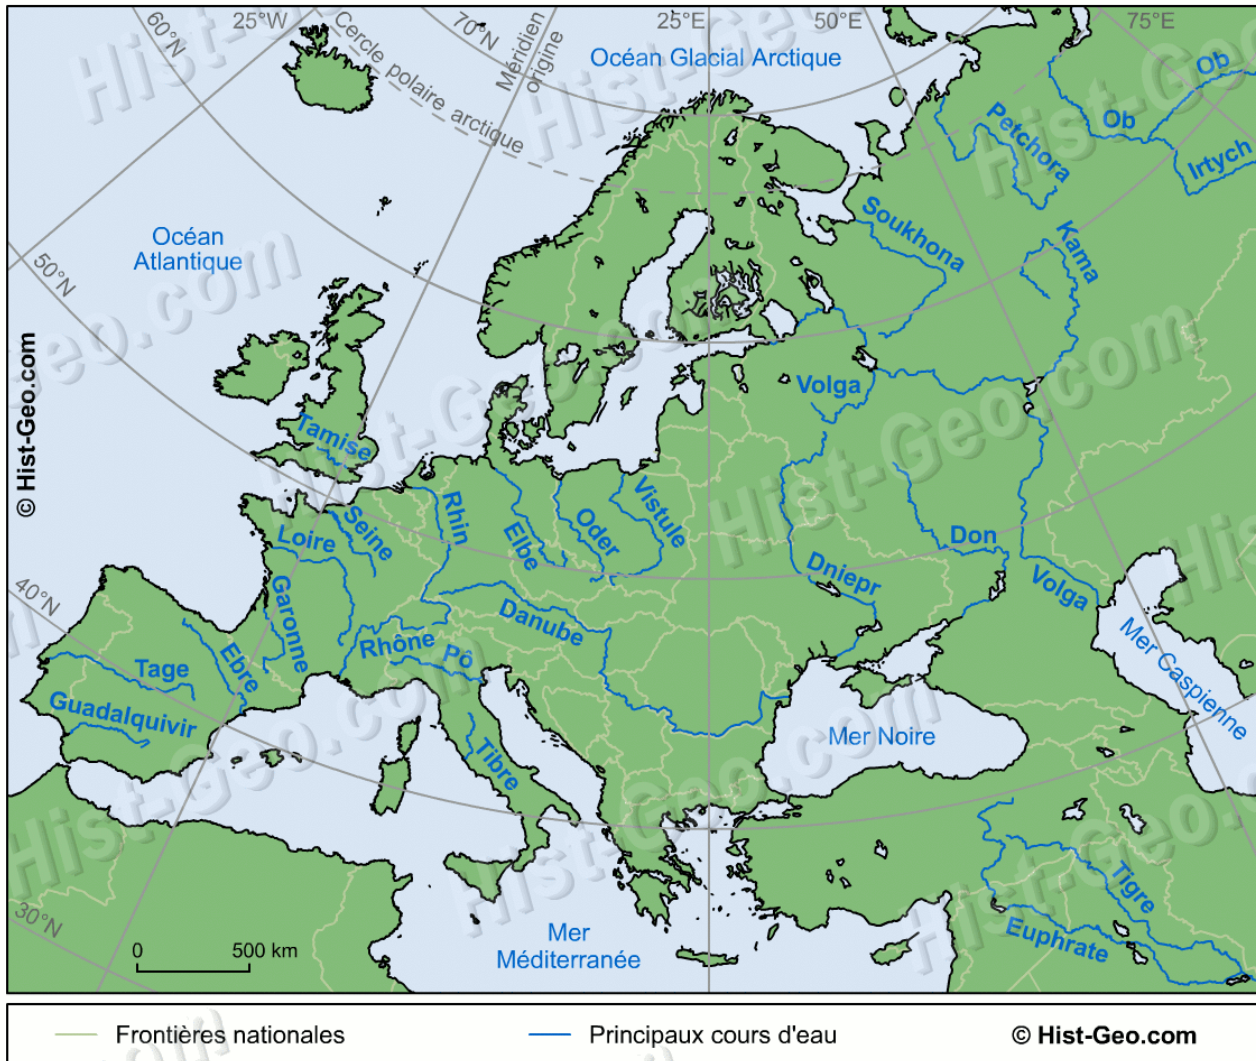 60°N
25°W
Cercle polaire arctique
70°N
Méridien
origine
25°E
50°E
75°E
Océan Glacial Arctique
Ob
Ob
Petchora
Irtych
Soukhona
Kama
Océan
Atlantique
50°N
© Hist-Geo.com
Volga
Tamise
Seine
Loire
Rhin
Elbe
Oder
Vistule
Don
Dniepr
Volga
40°N
Garonne
Danube
Rhône
Pô
Tage
Ebre
Guadalquivir
Mer Caspienne
Mer Noire
Tibre
Tigre
Euphrate
30°N
0 500 km
Mer
Méditerranée
Hist-Geo.com
Frontières nationales
Principaux cours d'eau
© Hist-Geo.com